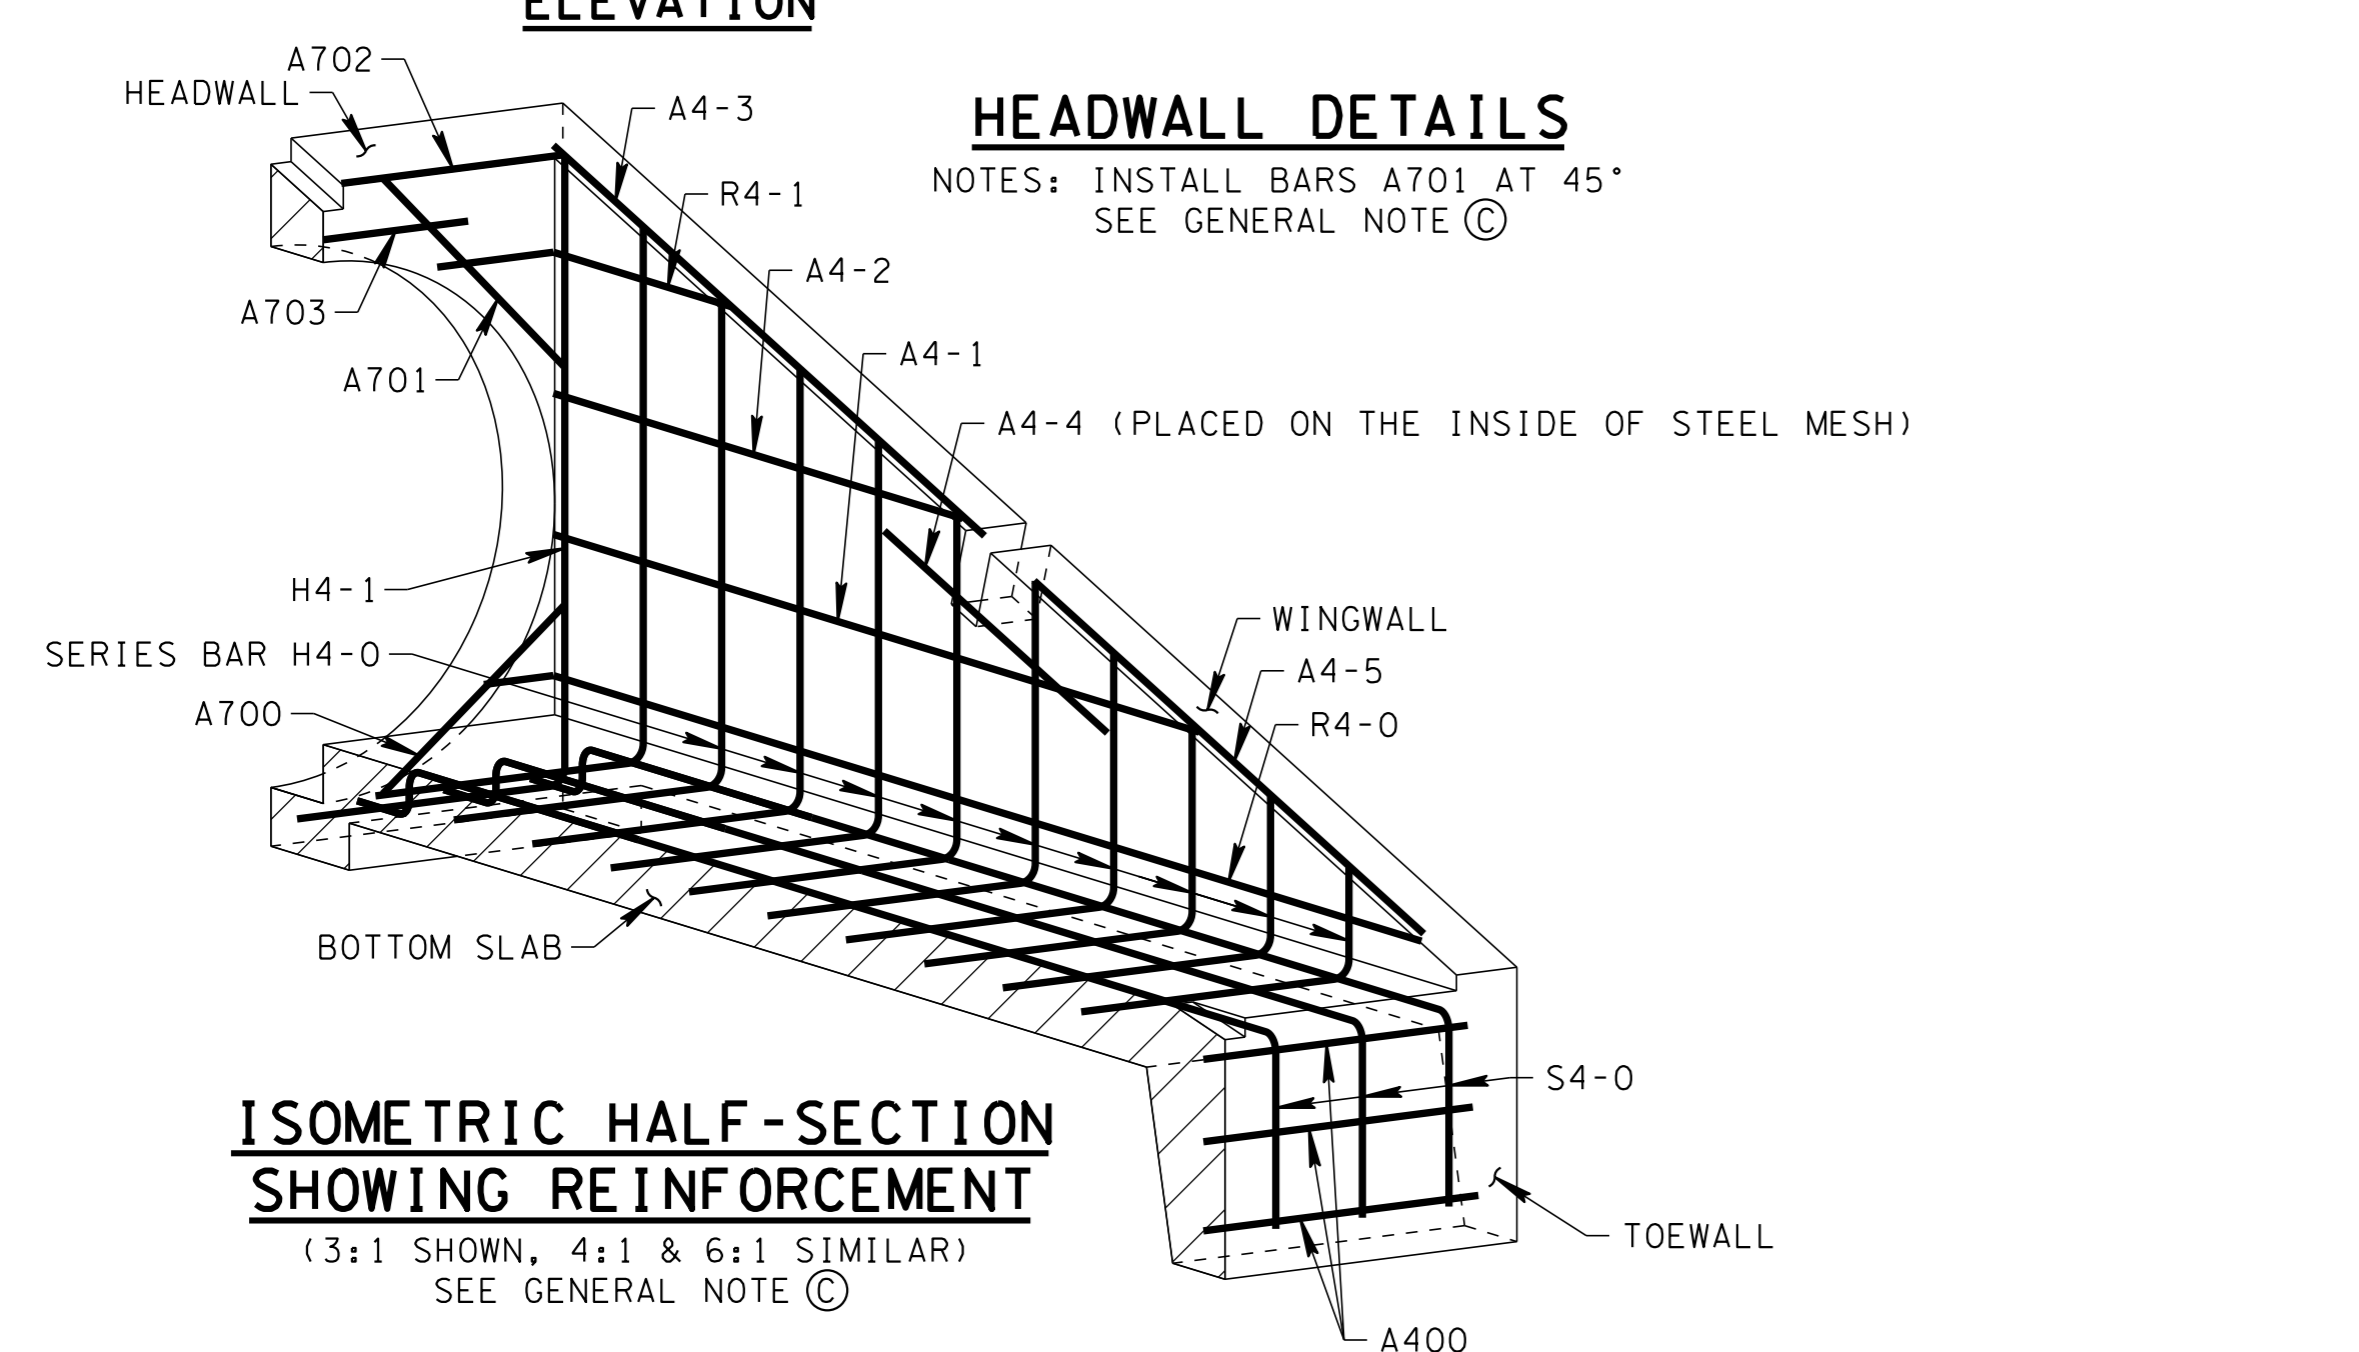 ELEVATION
A702
HEADWALL
A4-3
HEADWALL DETAILS
NOTES: INSTALL BARS A701 AT 45°
SEE GENERAL NOTE Ⓒ
R4-1
A4-2
A703
A4-1
A701
A4-4 (PLACED ON THE INSIDE OF STEEL MESH)
H4-1
WINGWALL
SERIES BAR H4-0
A4-5
A700
R4-0
BOTTOM SLAB
S4-0
ISOMETRIC HALF-SECTION
SHOWING REINFORCEMENT
(3:1 SHOWN, 4:1 & 6:1 SIMILAR)
SEE GENERAL NOTE Ⓒ
TOEWALL
A400